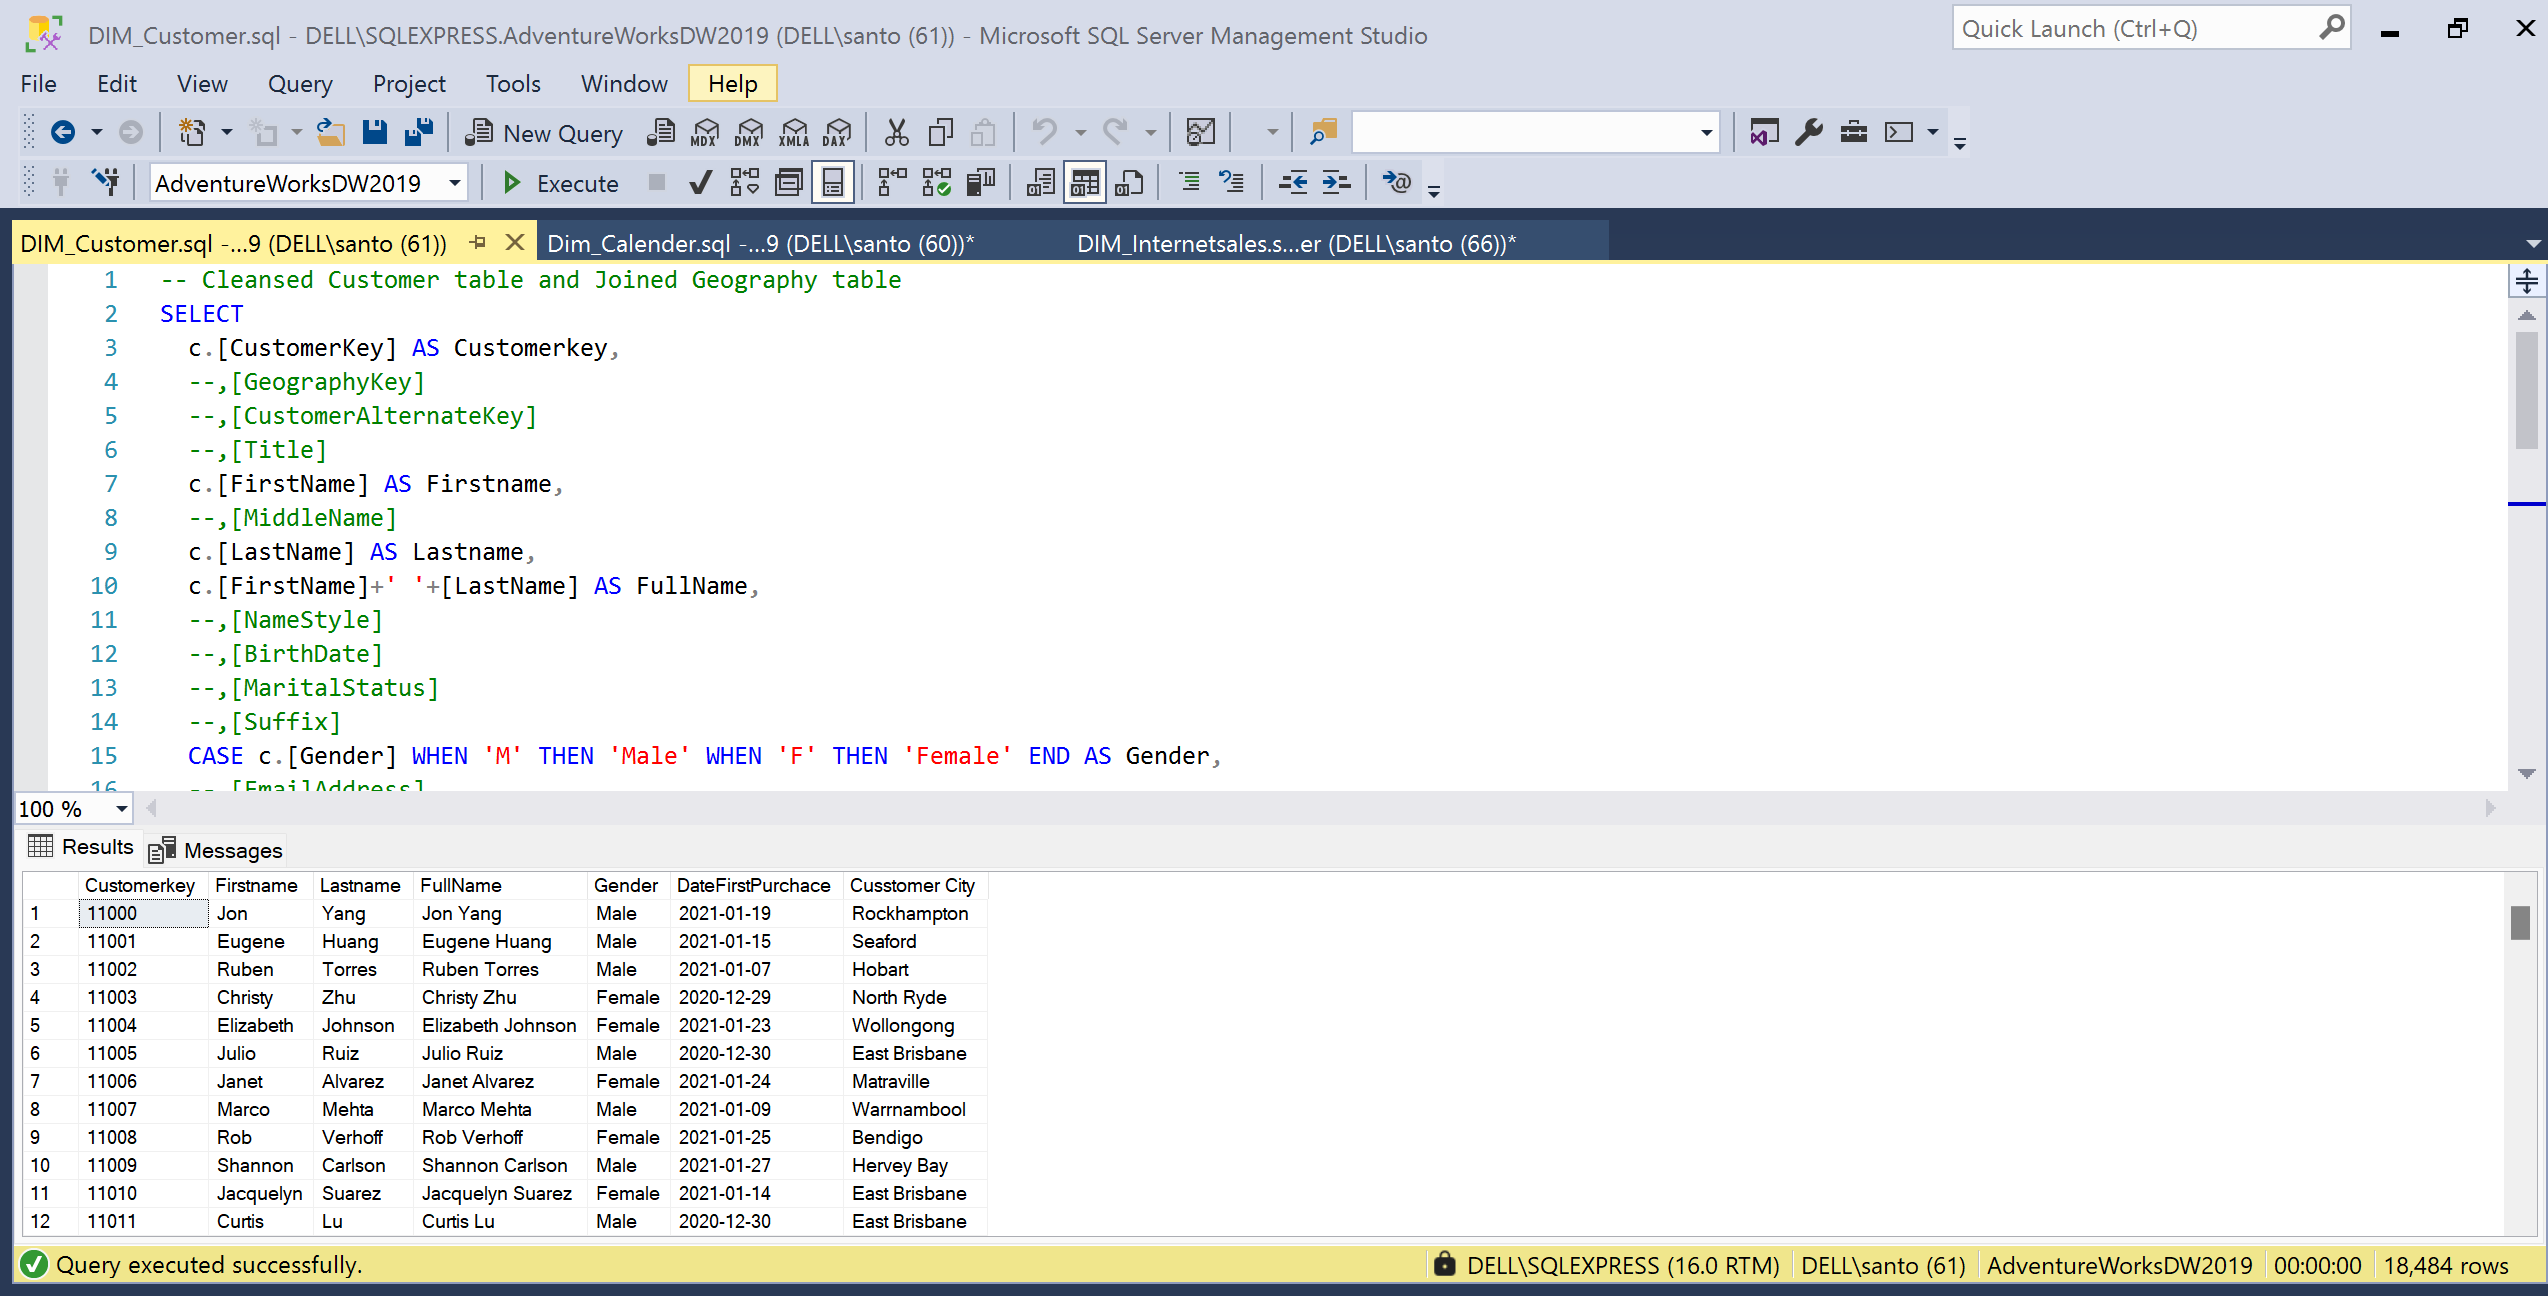 DIM_Customer.sql - DELL\SQLEXPRESS.AdventureWorksDW2019 (DELL\santo (61)) - Microsoft SQL Server Management Studio
Quick Launch (Ctrl+Q)
File Edit View Query Project Tools Window Help
New Query MDX DMX XMLA DAX
AdventureWorksDW2019 Execute
DIM_Customer.sql -...9 (DELL\santo (61)) Dim_Calender.sql -...9 (DELL\santo (60))* DIM_Internetsales.s...er (DELL\santo (66))*
1 -- Cleansed Customer table and Joined Geography table
2 SELECT
3 c.[CustomerKey] AS Customerkey,
4 --,[GeographyKey]
5 --,[CustomerAlternateKey]
6 --,[Title]
7 c.[FirstName] AS Firstname,
8 --,[MiddleName]
9 c.[LastName] AS Lastname,
10 c.[FirstName]+' '+[LastName] AS FullName,
11 --,[NameStyle]
12 --,[BirthDate]
13 --,[MaritalStatus]
14 --,[Suffix]
15 CASE c.[Gender] WHEN 'M' THEN 'Male' WHEN 'F' THEN 'Female' END AS Gender,
16 --,[EmailAddress]
100 %
Results Messages
Customerkey Firstname Lastname FullName Gender DateFirstPurchace Cusstomer City
1 11000 Jon Yang Jon Yang Male 2021-01-19 Rockhampton
2 11001 Eugene Huang Eugene Huang Male 2021-01-15 Seaford
3 11002 Ruben Torres Ruben Torres Male 2021-01-07 Hobart
4 11003 Christy Zhu Christy Zhu Female 2020-12-29 North Ryde
5 11004 Elizabeth Johnson Elizabeth Johnson Female 2021-01-23 Wollongong
6 11005 Julio Ruiz Julio Ruiz Male 2020-12-30 East Brisbane
7 11006 Janet Alvarez Janet Alvarez Female 2021-01-24 Matraville
8 11007 Marco Mehta Marco Mehta Male 2021-01-09 Warrnambool
9 11008 Rob Verhoff Rob Verhoff Female 2021-01-25 Bendigo
10 11009 Shannon Carlson Shannon Carlson Male 2021-01-27 Hervey Bay
11 11010 Jacquelyn Suarez Jacquelyn Suarez Female 2021-01-14 East Brisbane
12 11011 Curtis Lu Curtis Lu Male 2020-12-30 East Brisbane
Query executed successfully. DELL\SQLEXPRESS (16.0 RTM) DELL\santo (61) AdventureWorksDW2019 00:00:00 18,484 rows